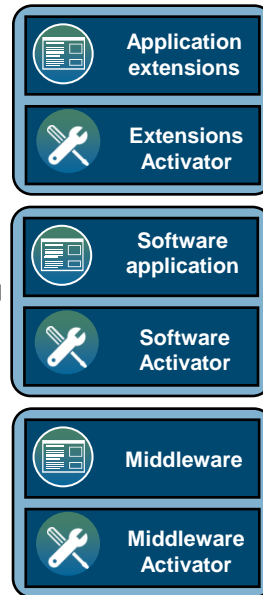 Application
extensions
Extensions
Activator
Software
application
Software
Activator
Middleware
Middleware
Activator